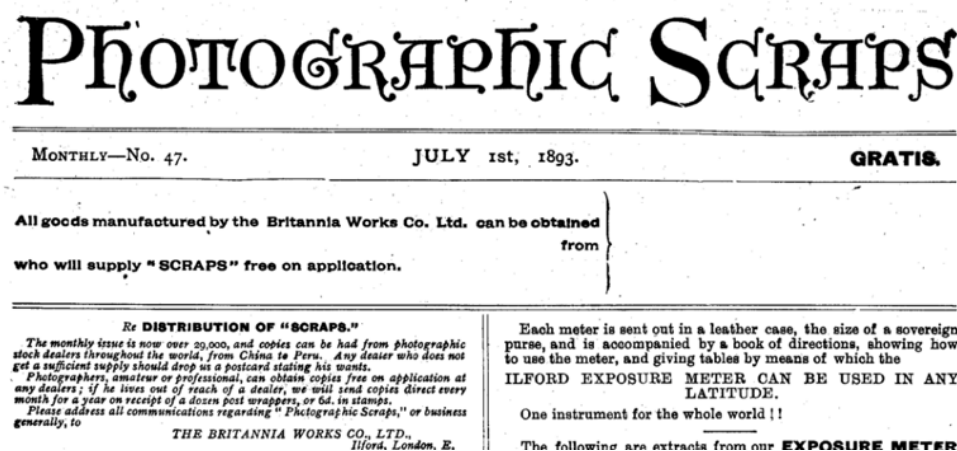 PHOTOGRAPHIC SCRAPS
MONTHLY—No. 47.
JULY 1st, 1893.
GRATIS.
All goods manufactured by the Britannia Works Co. Ltd. can be obtained
from
who will supply "SCRAPS" free on application.
Re DISTRIBUTION OF "SCRAPS."
The monthly issue is now over 29,000, and copies can be had from photographic
stock dealers throughout the world, from China to Peru. Any dealer who does not
get a sufficient supply should drop us a postcard stating his wants.
Photographers, amateur or professional, can obtain copies free on application at
any dealers; if he lives out of reach of a dealer, we will send copies direct every
month for a year on receipt of a dozen post wrappers, or 6d. in stamps.
Please address all communications regarding "Photographic Scraps," or business
generally, to
THE BRITANNIA WORKS CO., LTD.,
Ilford, London, E.
Each meter is sent out in a leather case, the size of a sovereign
purse, and is accompanied by a book of directions, showing how
to use the meter, and giving tables by means of which the
ILFORD EXPOSURE METER CAN BE USED IN ANY
LATITUDE.
One instrument for the whole world !!
The following are extracts from our EXPOSURE METER